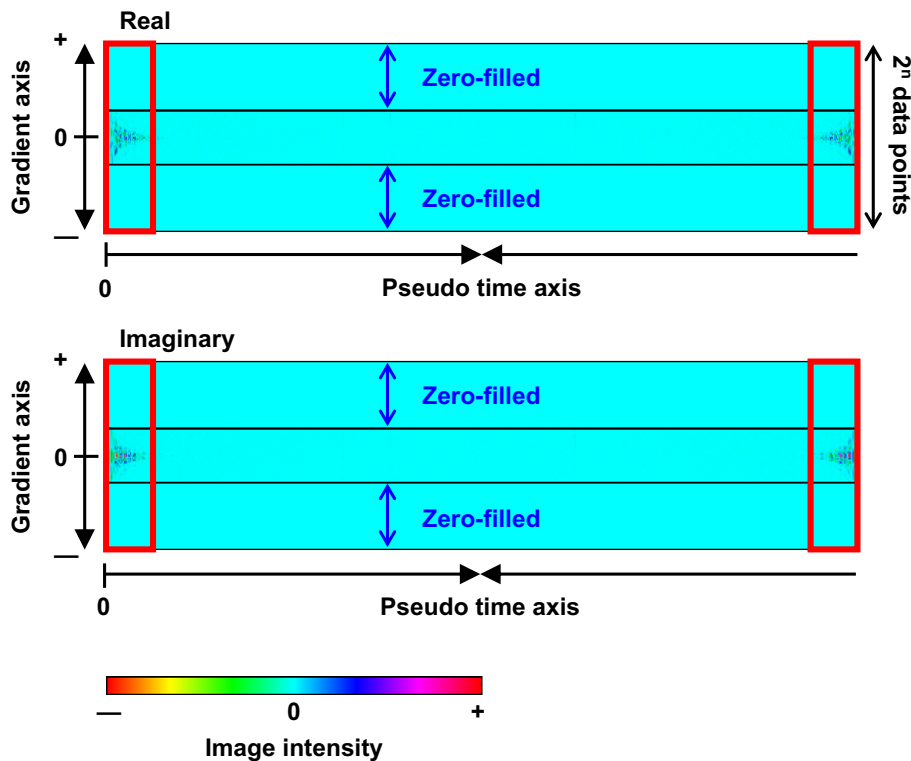 Real
+
Gradient axis
0
—
Zero-filled
Zero-filled
2ⁿ data points
0
Pseudo time axis
Imaginary
+
Gradient axis
0
—
Zero-filled
Zero-filled
0
Pseudo time axis
— 0 +
Image intensity